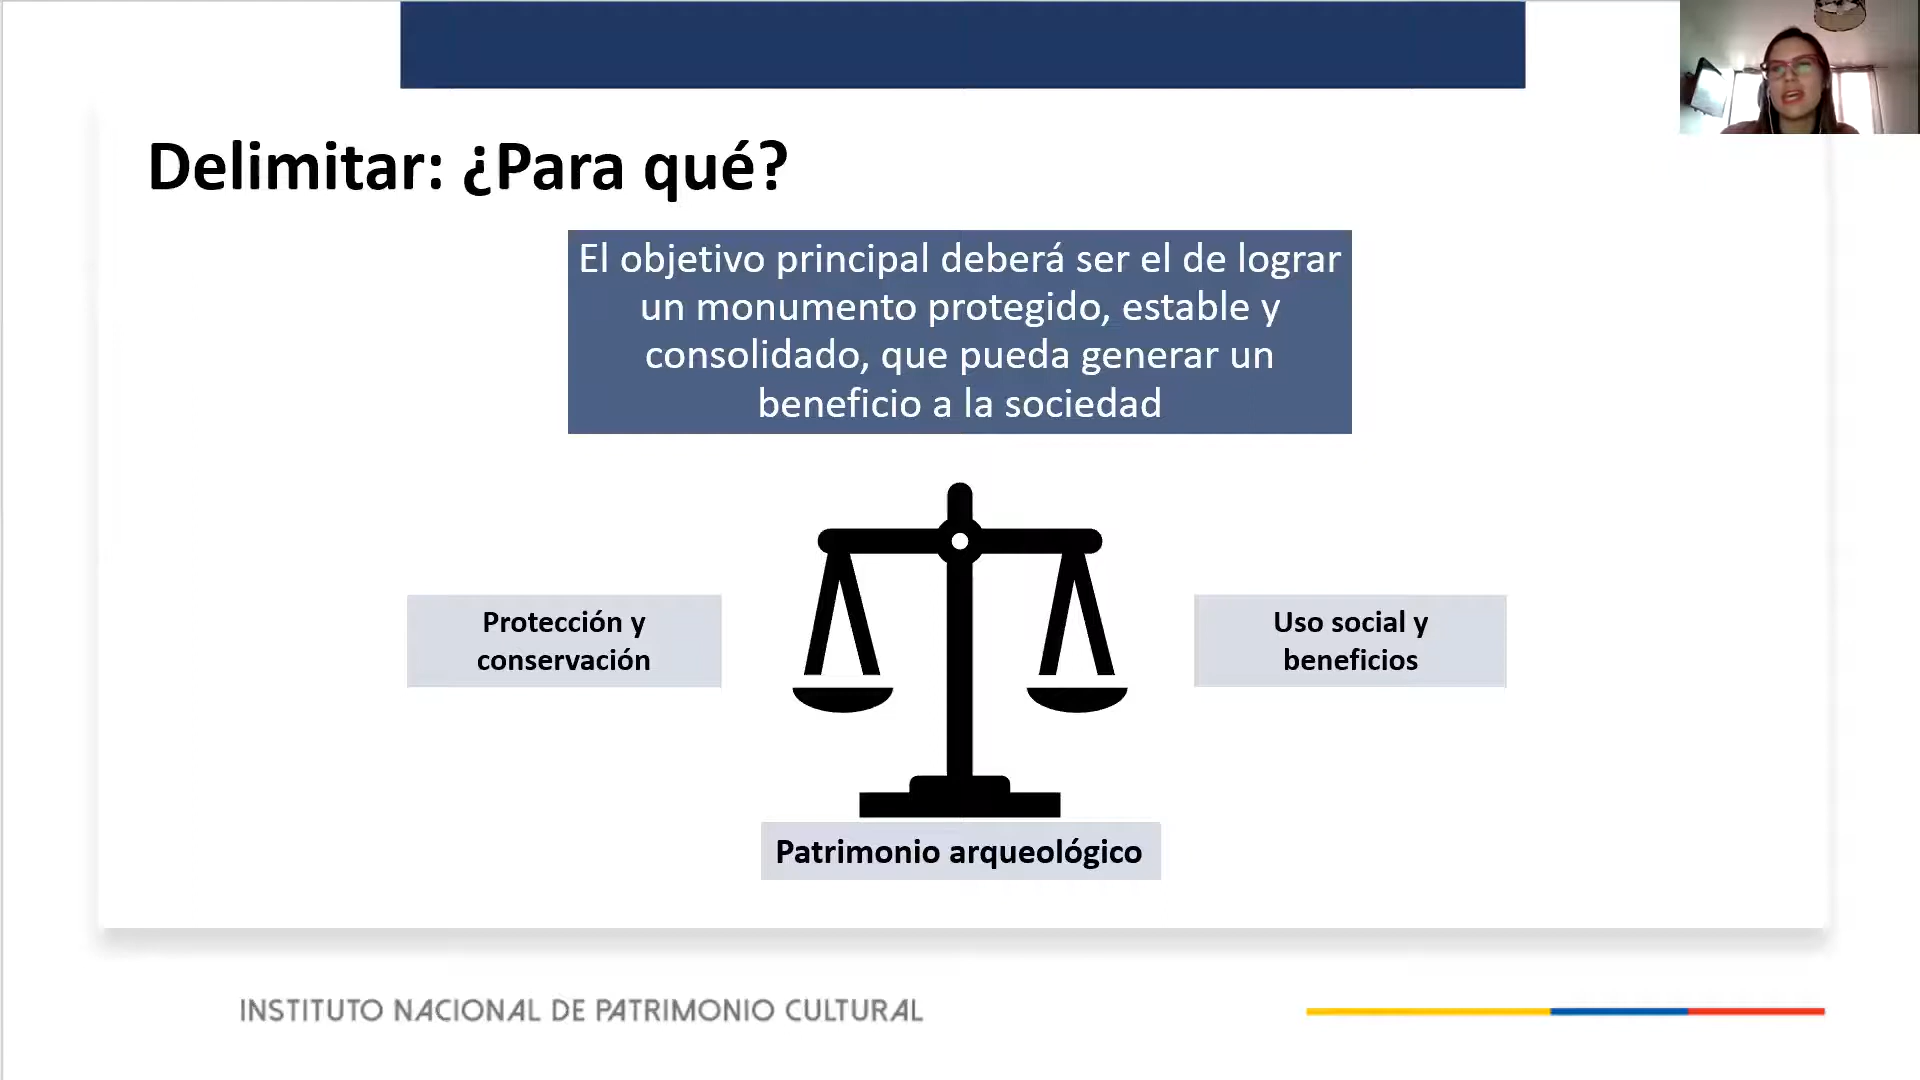 Delimitar: ¿Para qué?
El objetivo principal deberá ser el de lograr
un monumento protegido, estable y
consolidado, que pueda generar un
beneficio a la sociedad
Protección y
conservación
Uso social y
beneficios
Patrimonio arqueológico
INSTITUTO NACIONAL DE PATRIMONIO CULTURAL